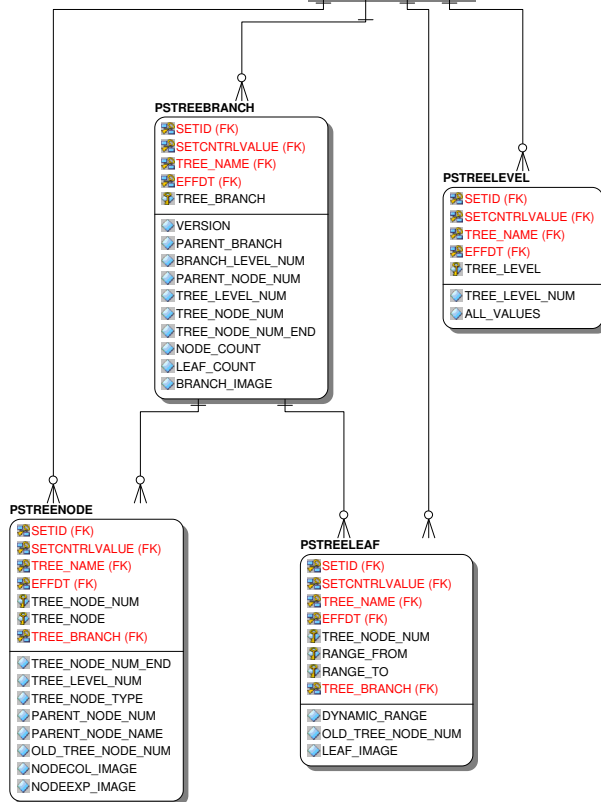 PSTREEBRANCH
SETID (FK)
SETCNTRLVALUE (FK)
TREE_NAME (FK)
EFFDT (FK)
TREE_BRANCH
VERSION
PARENT_BRANCH
BRANCH_LEVEL_NUM
PARENT_NODE_NUM
TREE_LEVEL_NUM
TREE_NODE_NUM
TREE_NODE_NUM_END
NODE_COUNT
LEAF_COUNT
BRANCH_IMAGE
PSTREELEVEL
SETID (FK)
SETCNTRLVALUE (FK)
TREE_NAME (FK)
EFFDT (FK)
TREE_LEVEL
TREE_LEVEL_NUM
ALL_VALUES
PSTREENODE
SETID (FK)
SETCNTRLVALUE (FK)
TREE_NAME (FK)
EFFDT (FK)
TREE_NODE_NUM
TREE_NODE
TREE_BRANCH (FK)
TREE_NODE_NUM_END
TREE_LEVEL_NUM
TREE_NODE_TYPE
PARENT_NODE_NUM
PARENT_NODE_NAME
OLD_TREE_NODE_NUM
NODECOL_IMAGE
NODEEXP_IMAGE
PSTREELEAF
SETID (FK)
SETCNTRLVALUE (FK)
TREE_NAME (FK)
EFFDT (FK)
TREE_NODE_NUM
RANGE_FROM
RANGE_TO
TREE_BRANCH (FK)
DYNAMIC_RANGE
OLD_TREE_NODE_NUM
LEAF_IMAGE